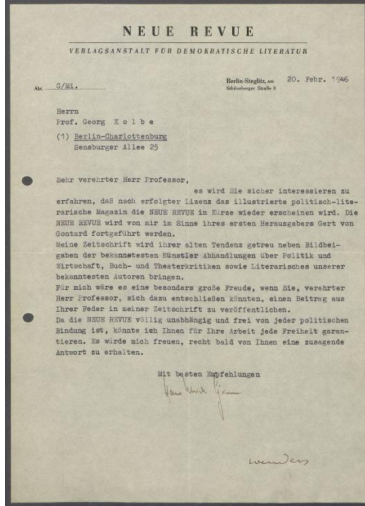 NEUE REVUE
VERLAGSANSTALT FÜR DEMOKRATISCHE LITERATUR
Abt. G/Mi.
Berlin-Steglitz, am 20. Febr. 1946
Schöneberger Straße 8
Herrn
Prof. Georg K o l b e
(1) Berlin-Charlottenburg
Sensburger Allee 25
Sehr verehrter Herr Professor,
es wird Sie sicher interessieren zu
erfahren, daß nach erfolgter Lizenz das illustrierte politisch-lite-
rarische Magazin die NEUE REVUE in Kürze wieder erscheinen wird. Die
NEUE REVUE wird von mir im Sinne ihres ersten Herausgebers Gert von
Gontard fortgeführt werden.
Meine Zeitschrift wird ihrer alten Tendenz getreu neben Bildbei-
gaben der bekanntesten Künstler Abhandlungen über Politik und
Wirtschaft, Buch- und Theaterkritiken sowie Literarisches unserer
bekanntesten Autoren bringen.
Für mich wäre es eine besonders große Freude, wenn Sie, verehrter
Herr Professor, sich dazu entschließen könnten, einen Beitrag aus
Ihrer Feder in meiner Zeitschrift zu veröffentlichen.
Da die NEUE REVUE völlig unabhängig und frei von jeder politischen
Bindung ist, könnte ich Ihnen für Ihre Arbeit jede Freiheit garan-
tieren. Es würde mich freuen, recht bald von Ihnen eine zusagende
Antwort zu erhalten.
Mit besten Empfehlungen